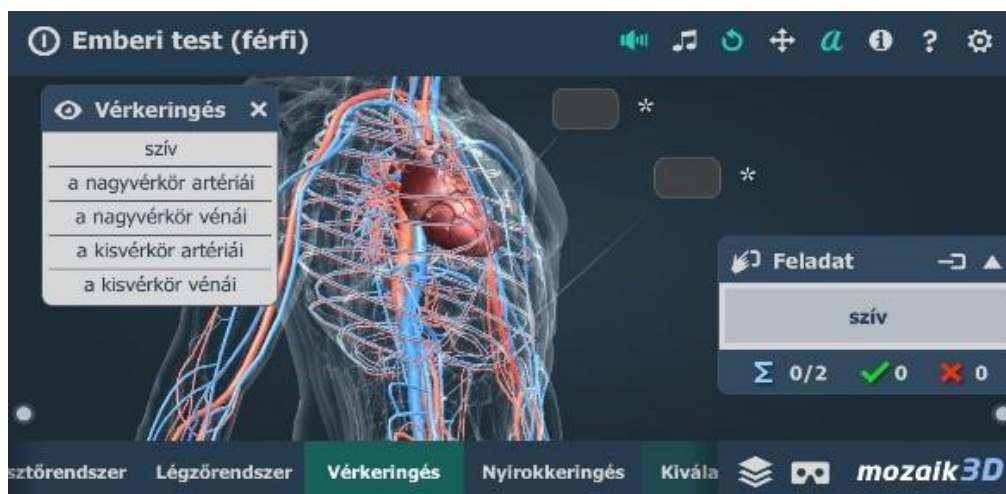 Emberi test (férfi)
Vérkeringés
szív
a nagyvérkör artériái
a nagyvérkör vénái
a kisvérkör artériái
a kisvérkör vénái
*
*
Feladat
szív
Σ 0/2 0 0
sztőrendszer Légzőrendszer Vérkeringés Nyirokkeringés Kivála mozaik3D